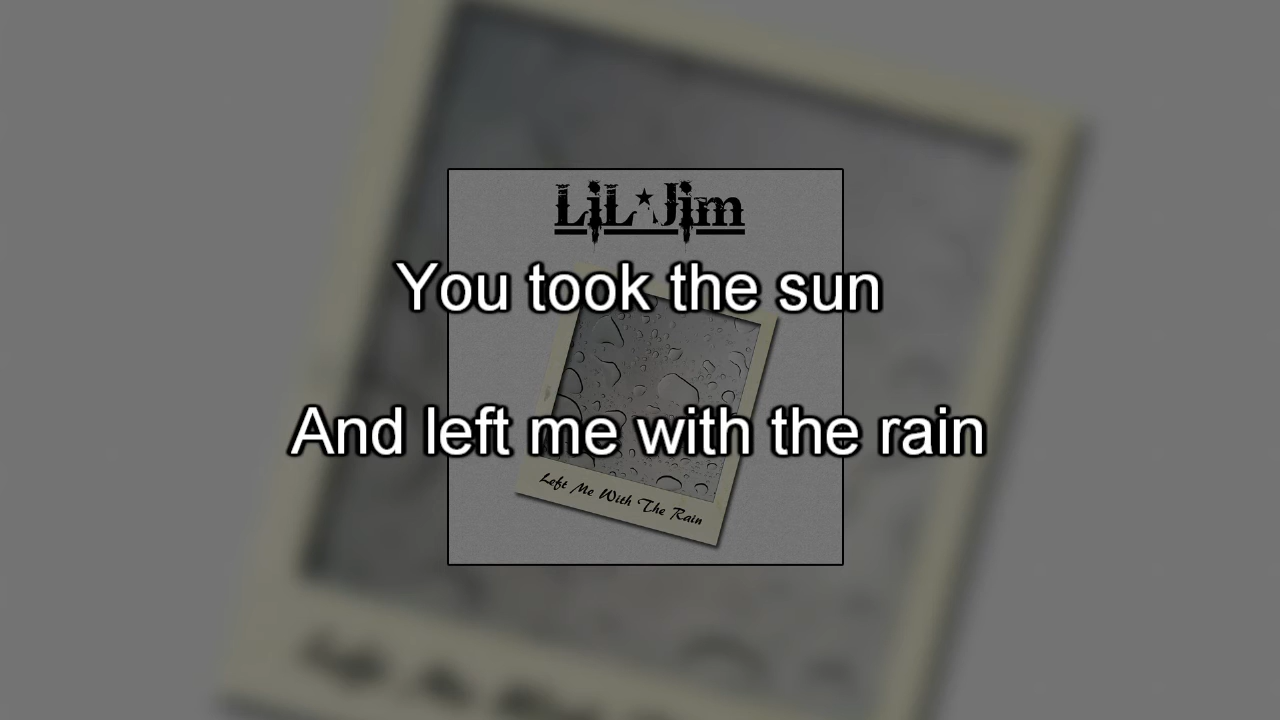 LiL★Jim
You took the sun
And left me with the rain
Left Me With The Rain